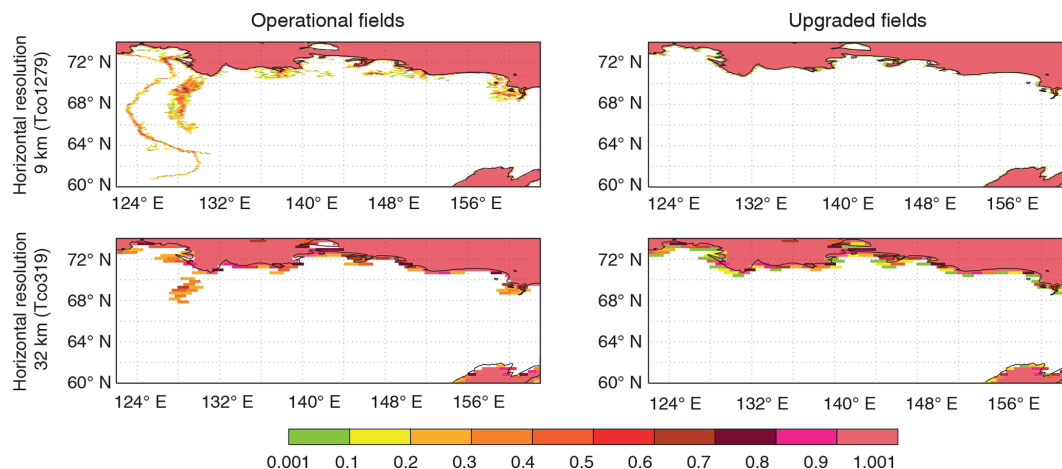 Operational fields
Upgraded fields
Horizontal resolution
9 km (Tco1279)
72° N
68° N
64° N
60° N
124° E 132° E 140° E 148° E 156° E
72° N
68° N
64° N
60° N
124° E 132° E 140° E 148° E 156° E
Horizontal resolution
32 km (Tco319)
72° N
68° N
64° N
60° N
124° E 132° E 140° E 148° E 156° E
72° N
68° N
64° N
60° N
124° E 132° E 140° E 148° E 156° E
0.001 0.1 0.2 0.3 0.4 0.5 0.6 0.7 0.8 0.9 1.001